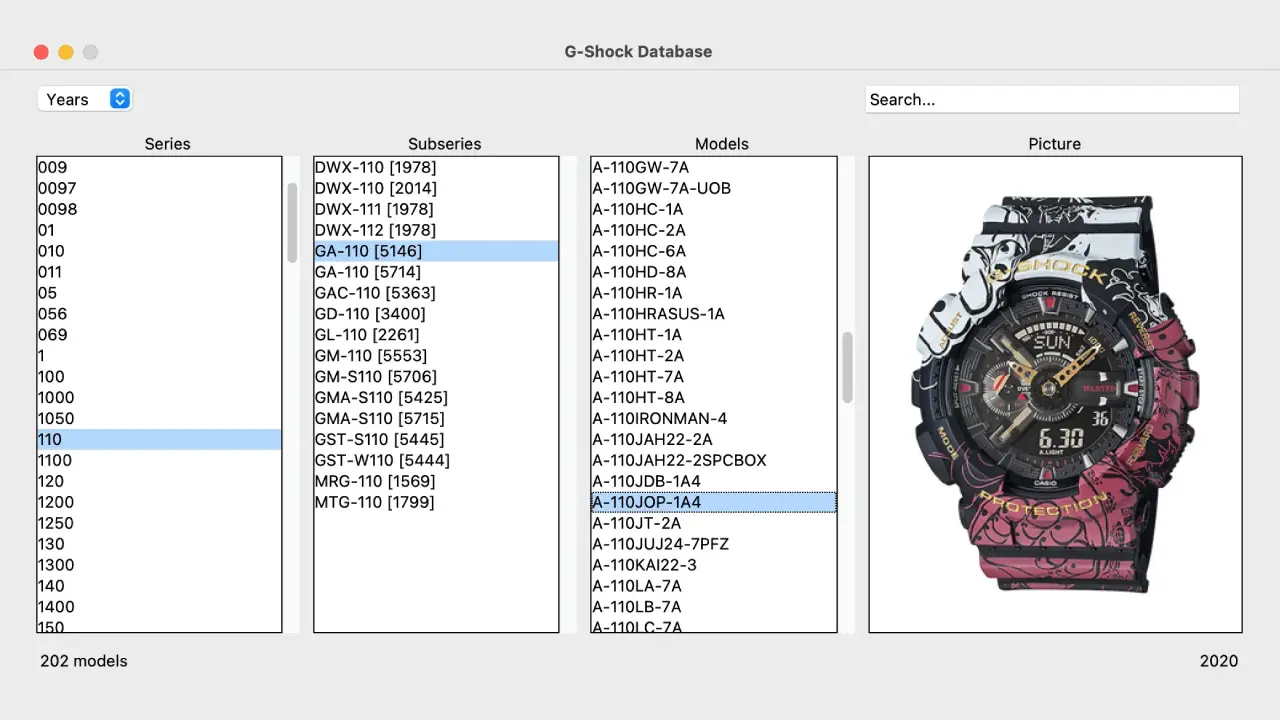 G-Shock Database
Years
Search...
Series
Subseries
Models
Picture
009
0097
0098
01
010
011
05
056
069
1
100
1000
1050
110
1100
120
1200
1250
130
1300
140
1400
150
DWX-110 [1978]
DWX-110 [2014]
DWX-111 [1978]
DWX-112 [1978]
GA-110 [5146]
GA-110 [5714]
GAC-110 [5363]
GD-110 [3400]
GL-110 [2261]
GM-110 [5553]
GM-S110 [5706]
GMA-S110 [5425]
GMA-S110 [5715]
GST-S110 [5445]
GST-W110 [5444]
MRG-110 [1569]
MTG-110 [1799]
A-110GW-7A
A-110GW-7A-UOB
A-110HC-1A
A-110HC-2A
A-110HC-6A
A-110HD-8A
A-110HR-1A
A-110HRASUS-1A
A-110HT-1A
A-110HT-2A
A-110HT-7A
A-110HT-8A
A-110IRONMAN-4
A-110JAH22-2A
A-110JAH22-2SPCBOX
A-110JDB-1A4
A-110JOP-1A4
A-110JT-2A
A-110JUJ24-7PFZ
A-110KAI22-3
A-110LA-7A
A-110LB-7A
A-110LC-7A
G-SHOCK
SHOCK RESIST
ADJUST
REVERSE
SUN
WANTED
36
6.30
A.LIGHT
MODE
FORWARD
CASIO
PROTECTION
202 models
2020